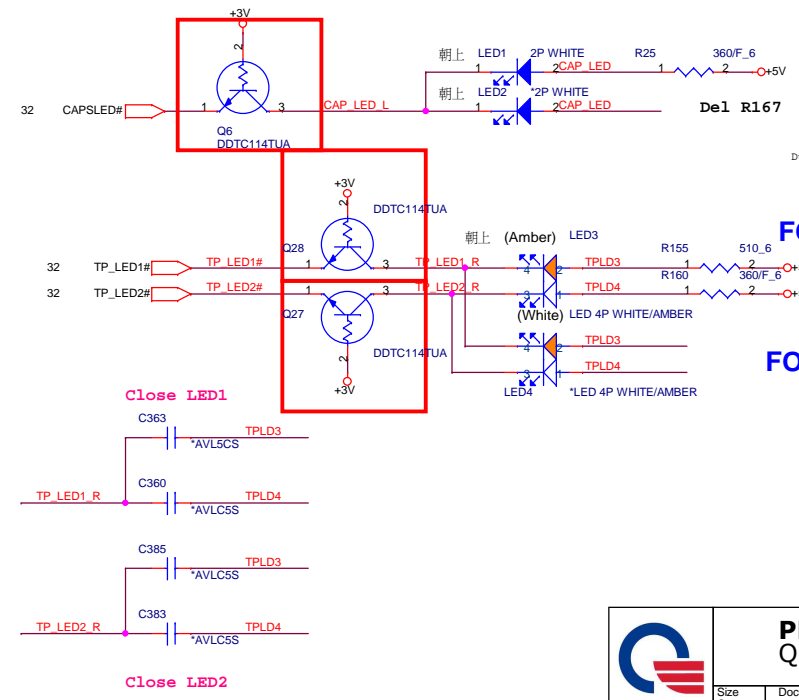 +3V
2
32 CAPSLED# 1 3 CAP_LED_L
Q6
DDTC114TUA
朝上 LED1 2P WHITE
1 2 CAP_LED
R25 360/F_6
1 2 +5V
朝上 LED2 *2P WHITE
1 2 CAP_LED
Del R167
+3V
2
DDTC114TUA
Q28
32 TP_LED1# TP_LED1# 1 3 TP_LED1_R
32 TP_LED2# TP_LED2# 1 3 TP_LED2_R
Q27
DDTC114TUA
2
+3V
朝上 (Amber) LED3
4 2 TPLD3
3 1 TPLD4
R155 510_6
1 2
R160 360/F_6
1 2
(White) LED 4P WHITE/AMBER
4 2 TPLD3
3 1 TPLD4
LED4 *LED 4P WHITE/AMBER
FO
Close LED1
C363
TPLD3
*AVL5CS
C360
TP_LED1_R TPLD4
*AVLC5S
C385
TPLD3
*AVLC5S
C383
TP_LED2_R TPLD4
*AVLC5S
Close LED2
Size
Doc